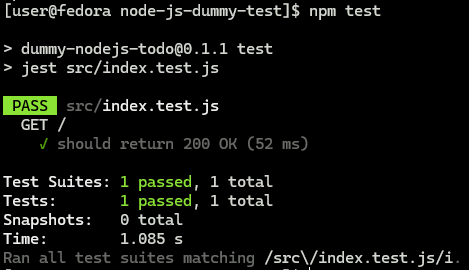 [user@fedora node-js-dummy-test]$ npm test
> dummy-nodejs-todo@0.1.1 test
> jest src/index.test.js
PASS src/index.test.js
GET /
✓ should return 200 OK (52 ms)
Test Suites: 1 passed, 1 total
Tests: 1 passed, 1 total
Snapshots: 0 total
Time: 1.085 s
Ran all test suites matching /src\/index.test.js/i.